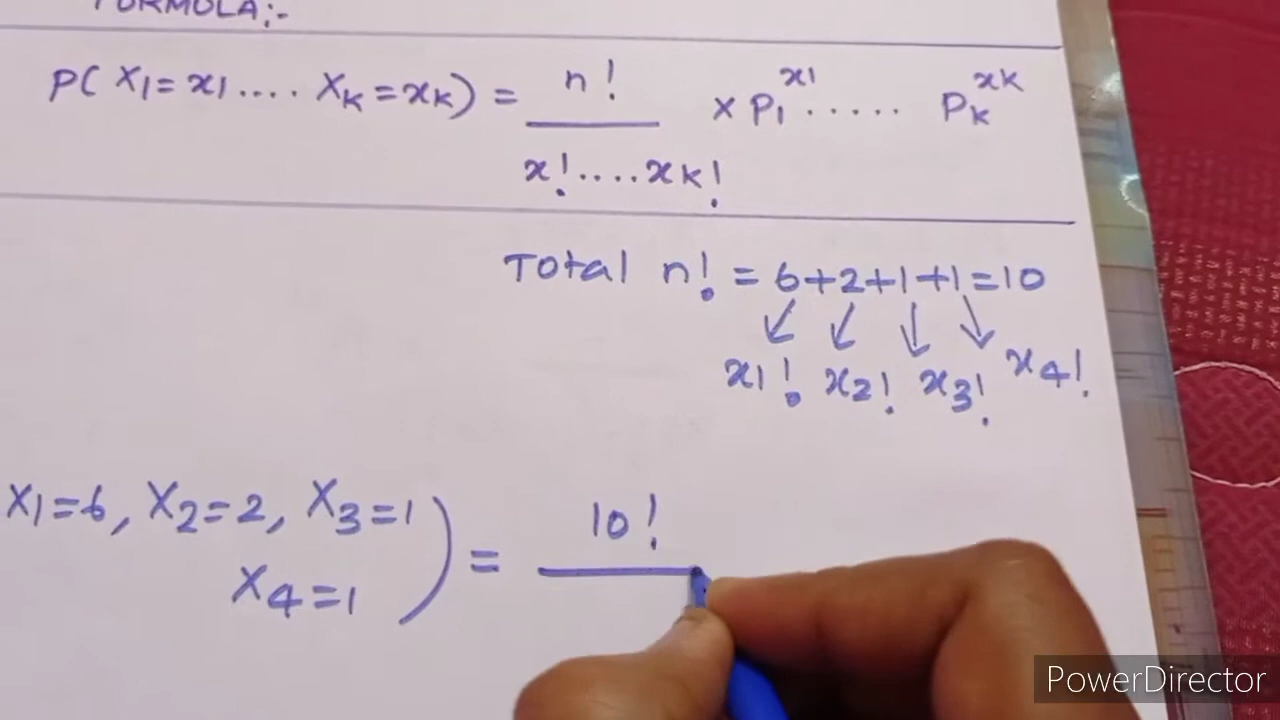 FORMULA:-
P( X1 = x1 .... Xk = xk ) = n! / x! .... xk! × P1^x1 ..... Pk^xk
Total n! = 6+2+1+1=10
x1! x2! x3! x4!
X1=6, X2=2, X3=1
X4=1 ) = 10!
PowerDirector